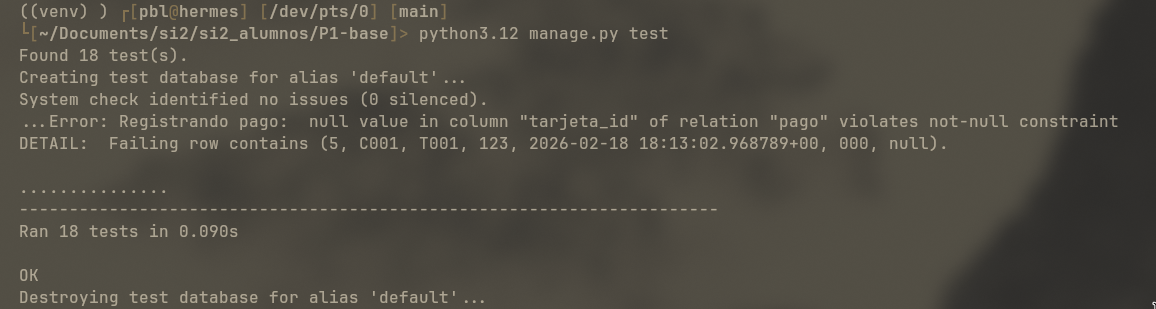 ((venv) ) ┌[pbl@hermes] [/dev/pts/0] [main]
└[~/Documents/si2/si2_alumnos/P1-base]> python3.12 manage.py test
Found 18 test(s).
Creating test database for alias 'default'...
System check identified no issues (0 silenced).
...Error: Registrando pago:  null value in column "tarjeta_id" of relation "pago" violates not-null constraint
DETAIL:  Failing row contains (5, C001, T001, 123, 2026-02-18 18:13:02.968789+00, 000, null).
...............
----------------------------------------------------------------------
Ran 18 tests in 0.090s
OK
Destroying test database for alias 'default'...